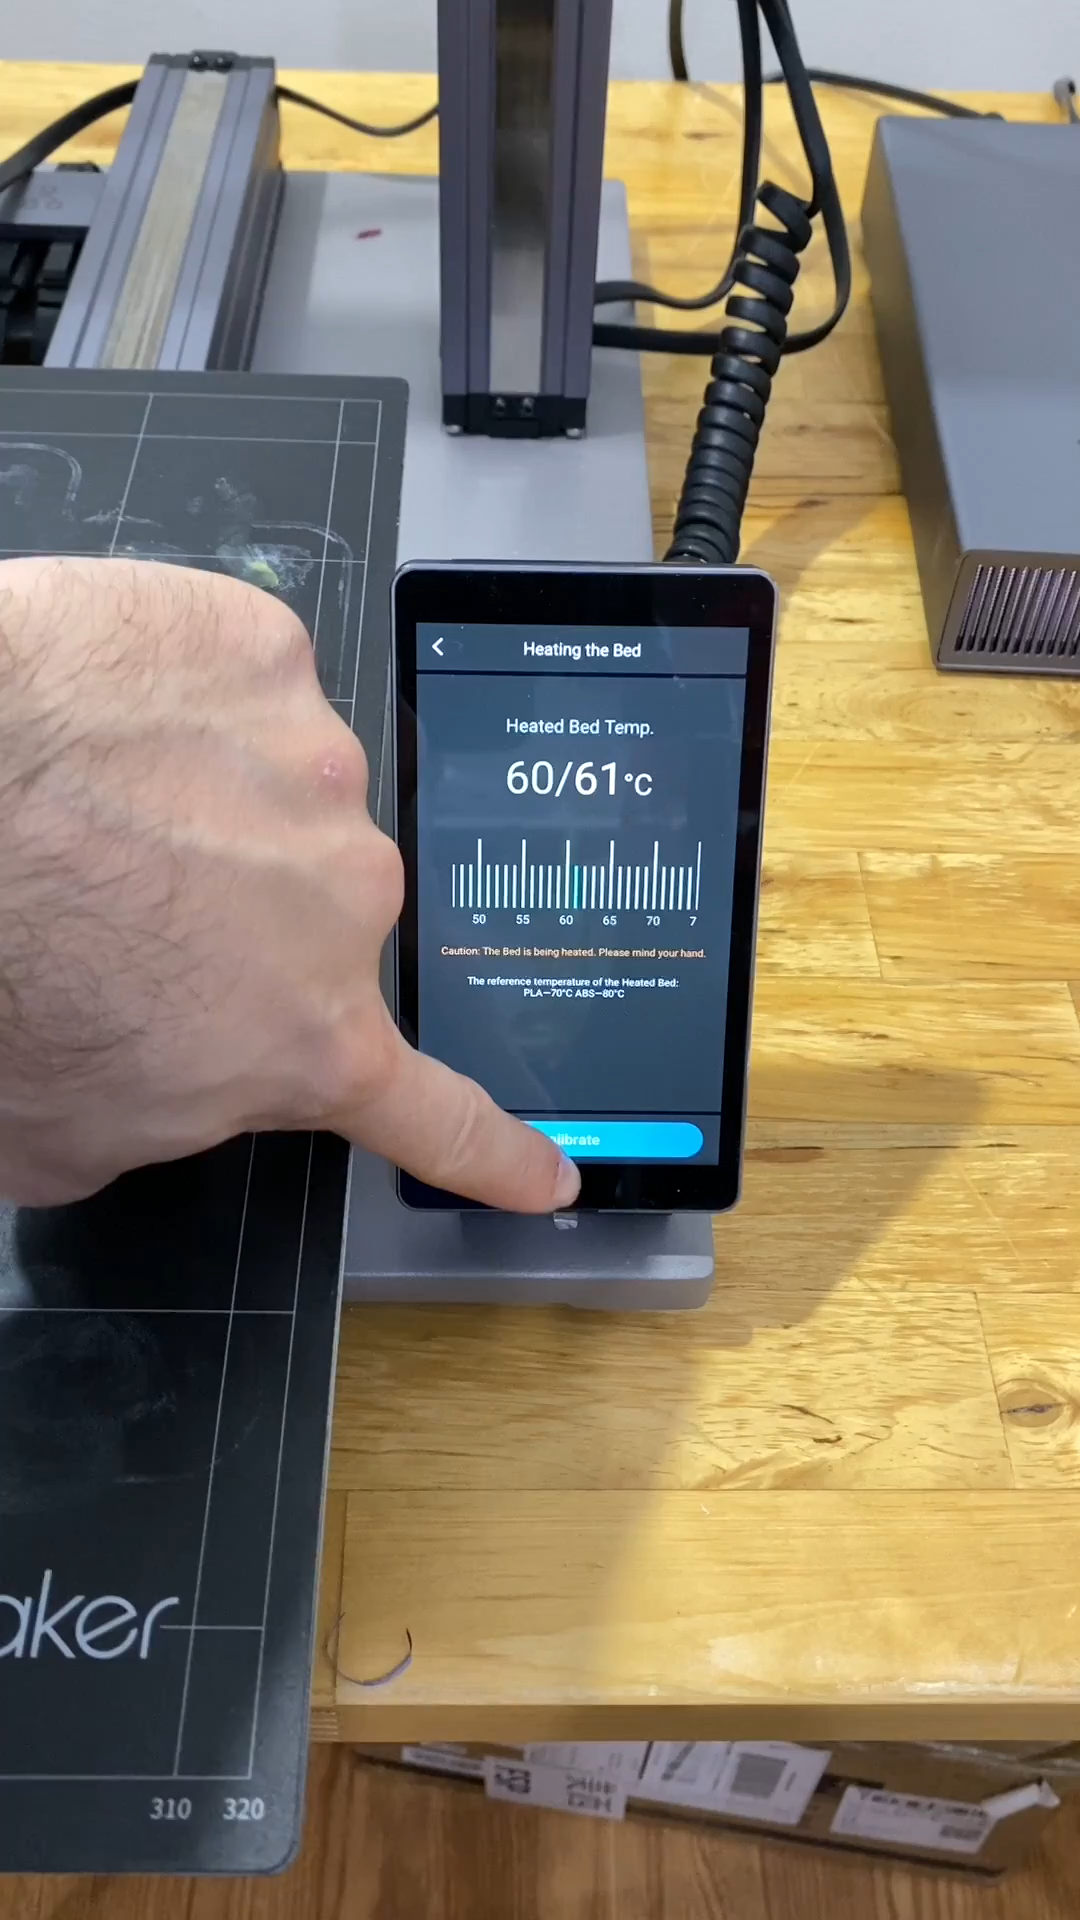 Heating the Bed
Heated Bed Temp.
60/61°C
50 55 60 65 70 7
Caution: The Bed is being heated. Please mind your hand.
The reference temperature of the Heated Bed:
PLA—70°C ABS—80°C
alibrate
aker
310 320